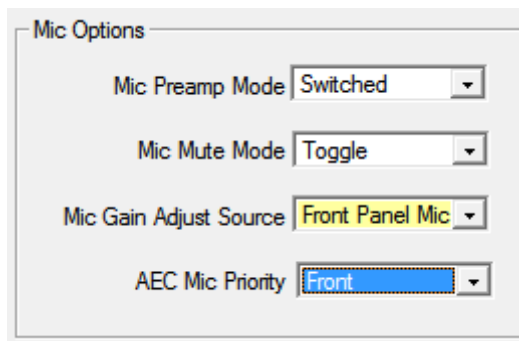 Mic Options
Mic Preamp Mode Switched
Mic Mute Mode Toggle
Mic Gain Adjust Source Front Panel Mic
AEC Mic Priority Front